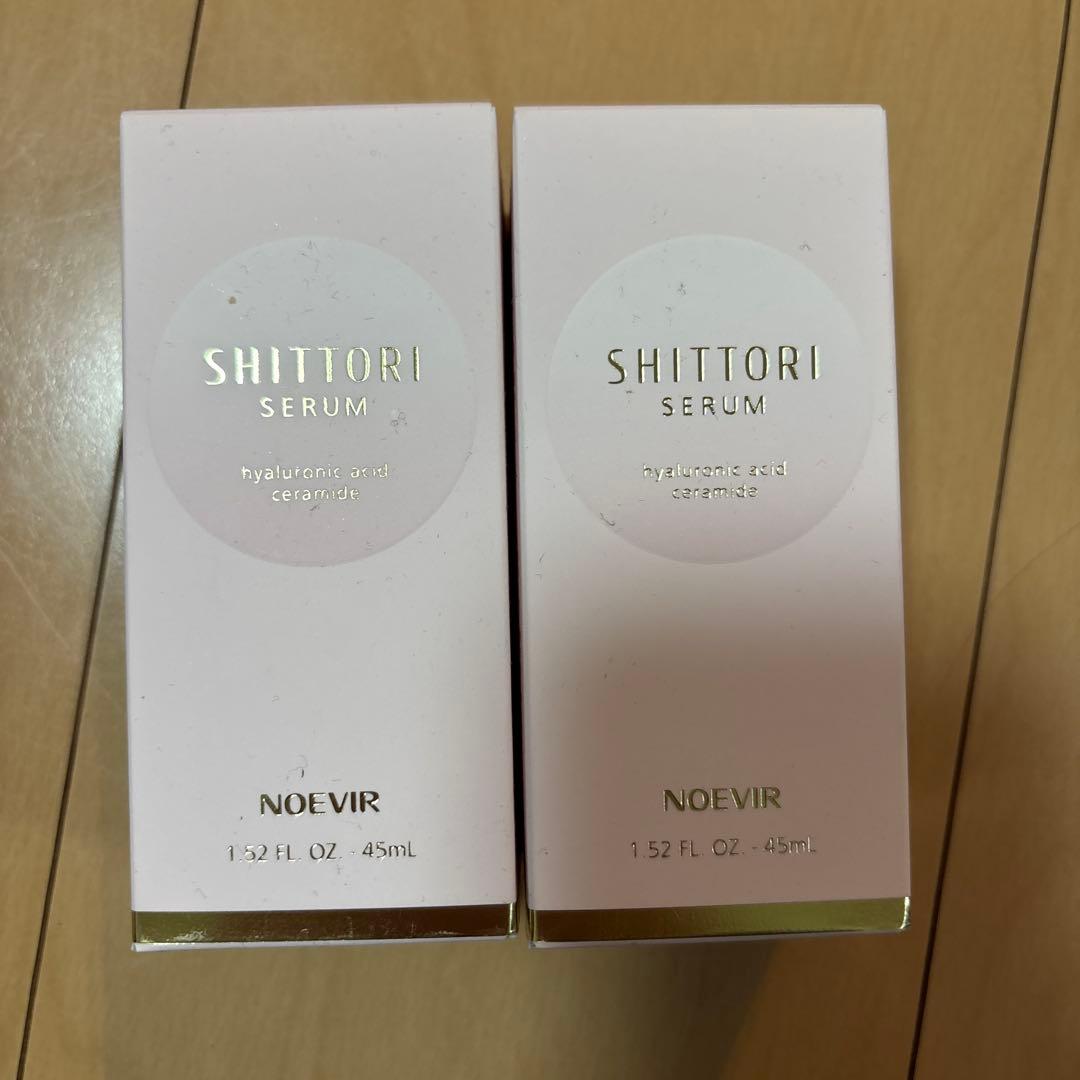 SHITTORI
SERUM
hyaluronic acid
ceramide
NOEVIR
1.52 FL. OZ. - 45mL
SHITTORI
SERUM
hyaluronic acid
ceramide
NOEVIR
1.52 FL. OZ. - 45mL